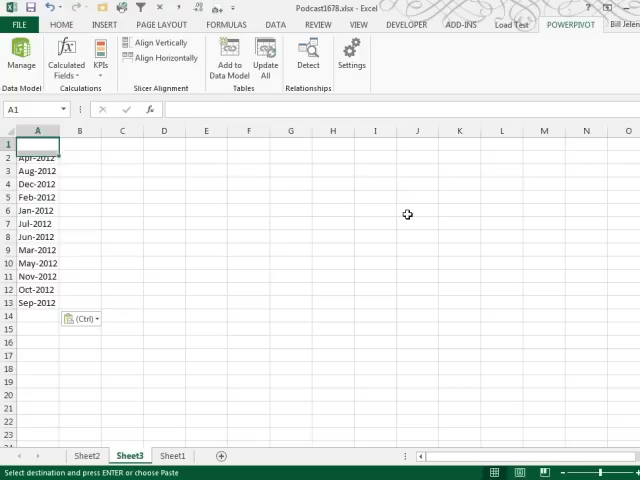 Podcast1678.xlsx - Excel
FILE HOME INSERT PAGE LAYOUT FORMULAS DATA REVIEW VIEW DEVELOPER ADD-INS Load Test POWERPIVOT Bill Jelen
Manage
Data Model
Calculated Fields
KPIs
Calculations
Align Vertically
Align Horizontally
Slicer Alignment
Add to Data Model
Update All
Tables
Detect
Relationships
Settings
A1 fx
A B C D E F G H I J K L M N O
1
2 Apr-2012
3 Aug-2012
4 Dec-2012
5 Feb-2012
6 Jan-2012
7 Jul-2012
8 Jun-2012
9 Mar-2012
10 May-2012
11 Nov-2012
12 Oct-2012
13 Sep-2012
14 (Ctrl)
15
16
17
18
19
20
21
22
23
Sheet2 Sheet3 Sheet1
Select destination and press ENTER or choose Paste